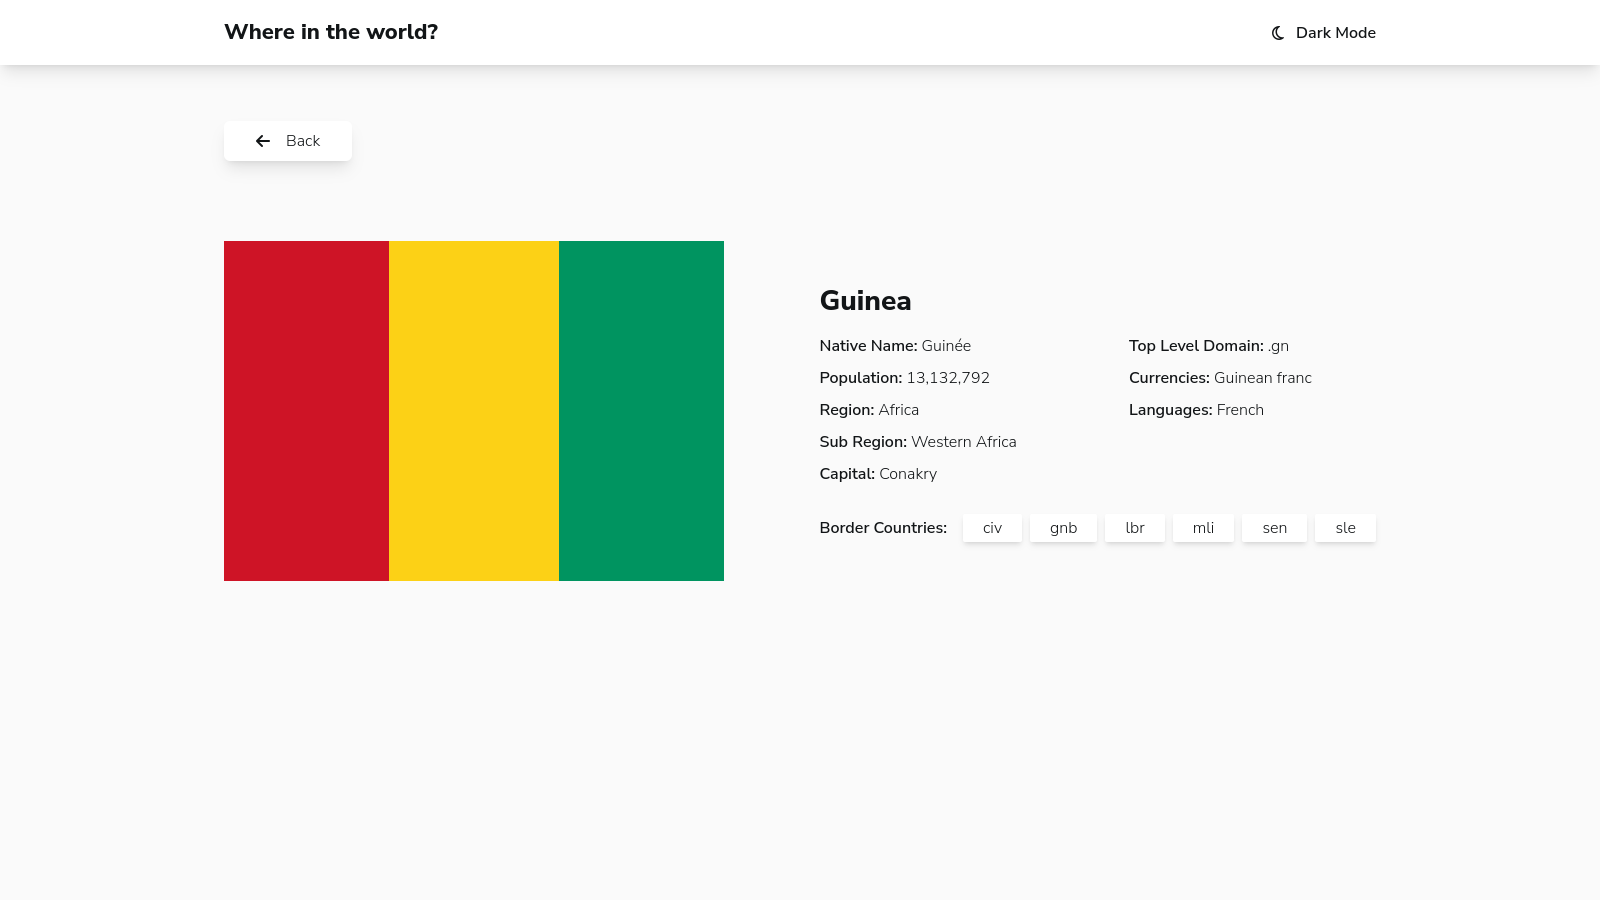 Where in the world?
Dark Mode
Back
Guinea
Native Name: Guinée
Population: 13,132,792
Region: Africa
Sub Region: Western Africa
Capital: Conakry
Top Level Domain: .gn
Currencies: Guinean franc
Languages: French
Border Countries: civ gnb lbr mli sen sle